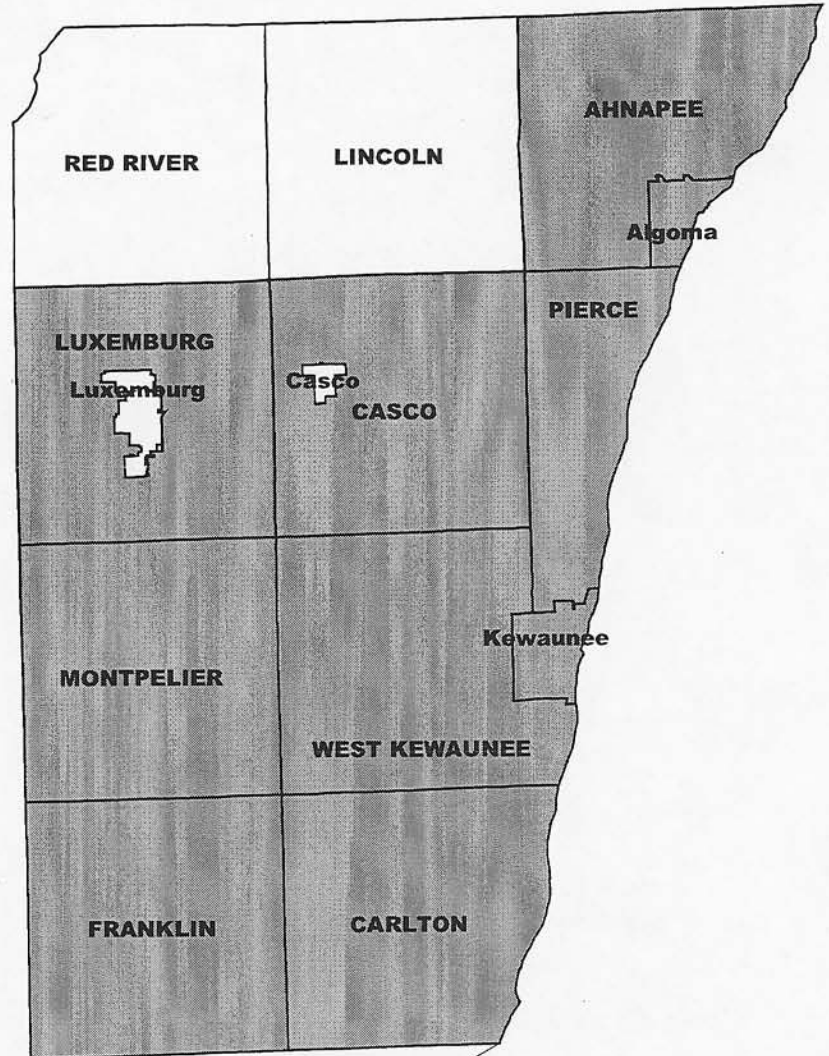 AHNAPEE
RED RIVER
LINCOLN
Algoma
PIERCE
LUXEMBURG
Luxemburg
Casco
CASCO
Kewaunee
MONTPELIER
WEST KEWAUNEE
FRANKLIN
CARLTON